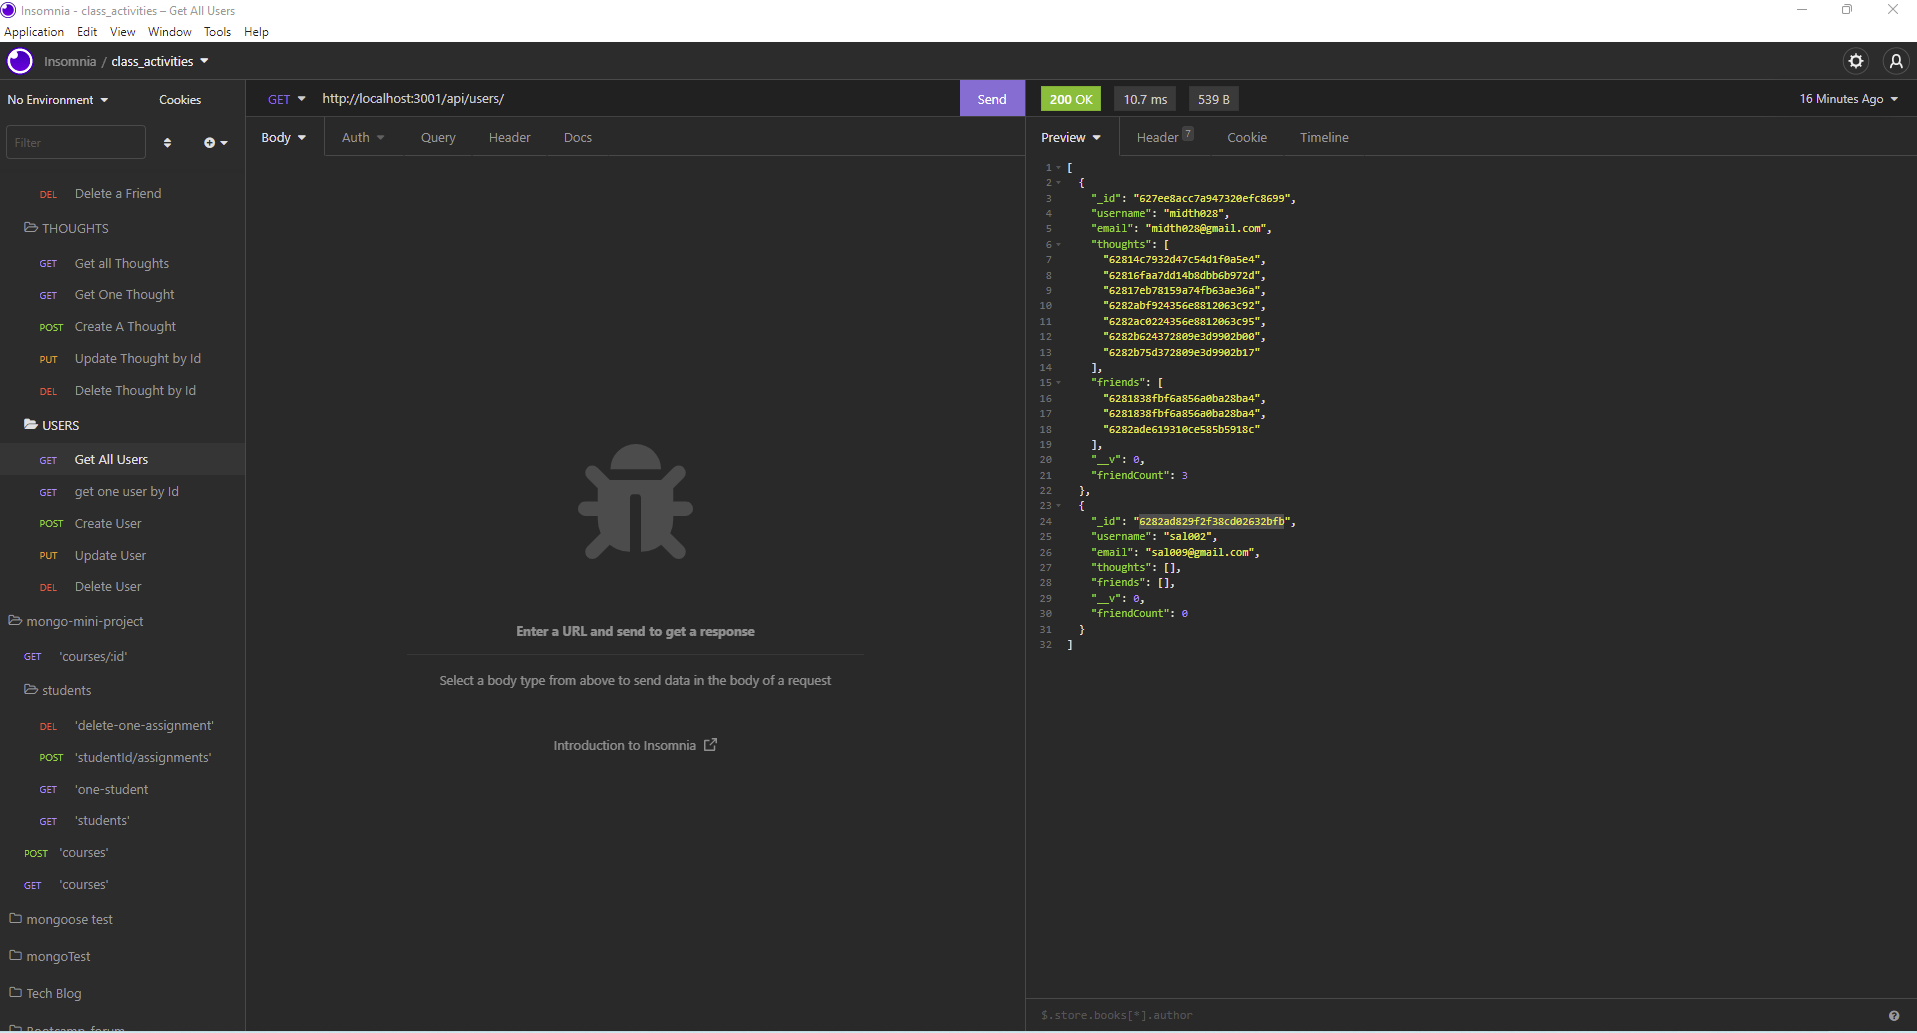 Insomnia - class_activities – Get All Users
Application Edit View Window Tools Help
Insomnia / class_activities
No Environment Cookies
Filter
DEL Delete a Friend
THOUGHTS
GET Get all Thoughts
GET Get One Thought
POST Create A Thought
PUT Update Thought by Id
DEL Delete Thought by Id
USERS
GET Get All Users
GET get one user by Id
POST Create User
PUT Update User
DEL Delete User
mongo-mini-project
GET 'courses/:id'
students
DEL 'delete-one-assignment'
POST 'studentId/assignments'
GET 'one-student
GET 'students'
POST 'courses'
GET 'courses'
mongoose test
mongoTest
Tech Blog
Bootcamp-forum
GET http://localhost:3001/api/users/ Send
Body Auth Query Header Docs
Enter a URL and send to get a response
Select a body type from above to send data in the body of a request
Introduction to Insomnia
200 OK 10.7 ms 539 B 16 Minutes Ago
Preview Header 7 Cookie Timeline
1 [
2 {
3 "_id": "627ee8acc7a947320efc8699",
4 "username": "midth028",
5 "email": "midth028@gmail.com",
6 "thoughts": [
7 "62814c7932d47c54d1f0a5e4",
8 "62816faa7dd14b8dbb6b972d",
9 "62817eb78159a74fb63ae36a",
10 "6282abf924356e8812063c92",
11 "6282ac0224356e8812063c95",
12 "6282b624372809e3d9902b00",
13 "6282b75d372809e3d9902b17"
14 ],
15 "friends": [
16 "6281838fbf6a856a0ba28ba4",
17 "6281838fbf6a856a0ba28ba4",
18 "6282ade619310ce585b5918c"
19 ],
20 "__v": 0,
21 "friendCount": 3
22 },
23 {
24 "_id": "6282ad829f2f38cd02632bfb",
25 "username": "sal002",
26 "email": "sal009@gmail.com",
27 "thoughts": [],
28 "friends": [],
29 "__v": 0,
30 "friendCount": 0
31 }
32 ]
$.store.books[*].author